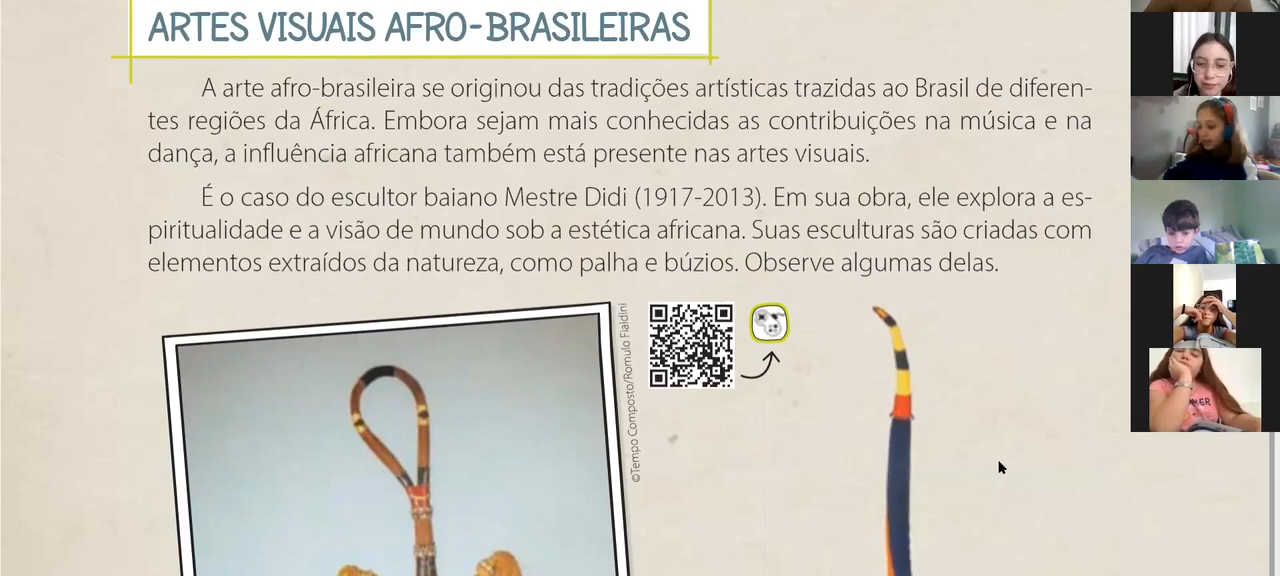 ARTES VISUAIS AFRO-BRASILEIRAS
A arte afro-brasileira se originou das tradições artísticas trazidas ao Brasil de diferen-
tes regiões da África. Embora sejam mais conhecidas as contribuições na música e na
dança, a influência africana também está presente nas artes visuais.
É o caso do escultor baiano Mestre Didi (1917-2013). Em sua obra, ele explora a es-
piritualidade e a visão de mundo sob a estética africana. Suas esculturas são criadas com
elementos extraídos da natureza, como palha e búzios. Observe algumas delas.
©Tempo Composto/Romulo Fialdini